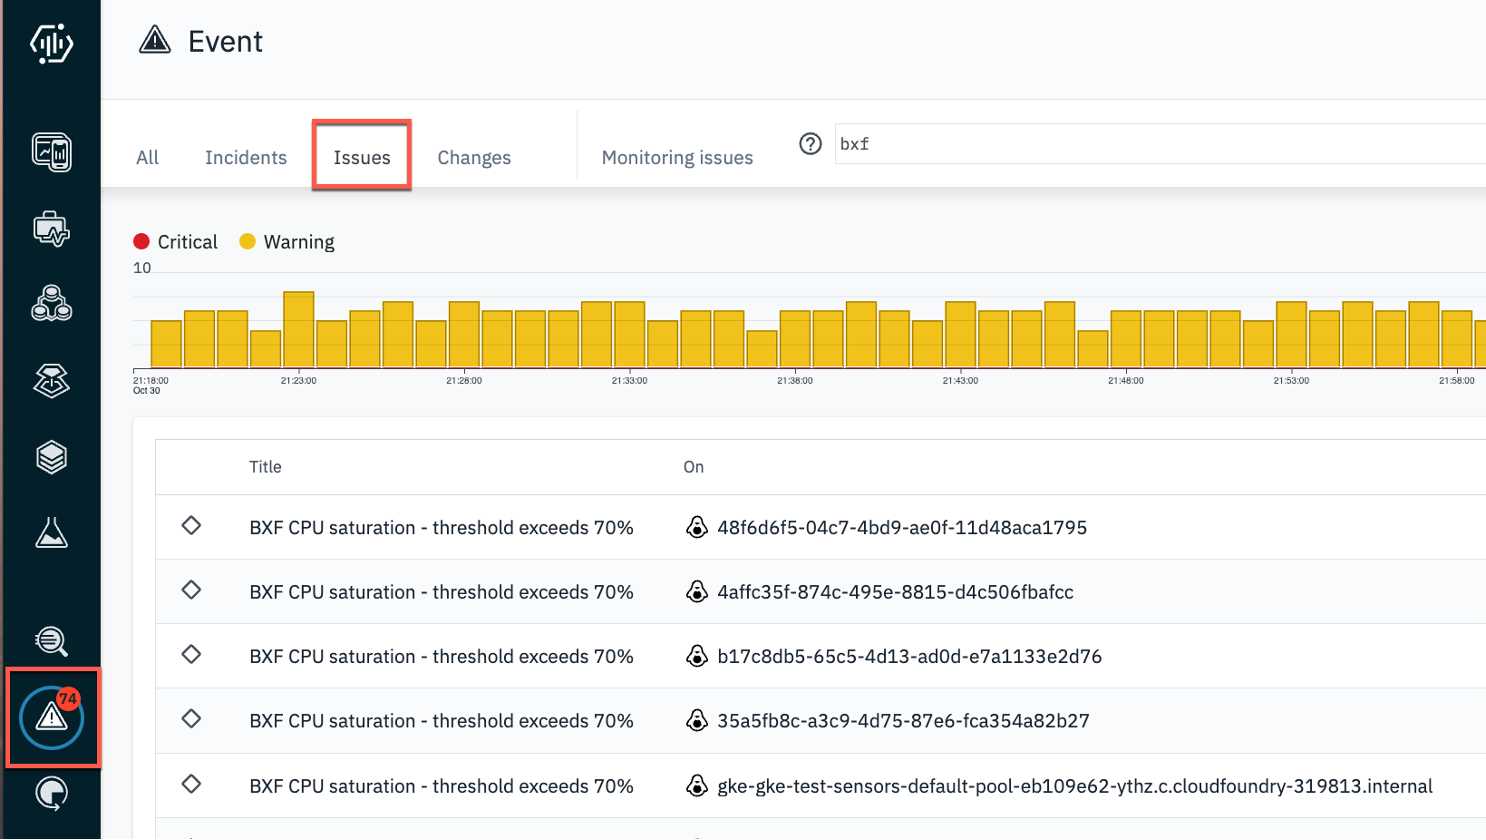 Event
All Incidents Issues Changes Monitoring issues bxf
Critical Warning
10
21:18:00 21:23:00 21:28:00 21:33:00 21:38:00 21:43:00 21:48:00 21:53:00 21:58:00
Oct 30
Title On
BXF CPU saturation - threshold exceeds 70% 48f6d6f5-04c7-4bd9-ae0f-11d48aca1795
BXF CPU saturation - threshold exceeds 70% 4affc35f-874c-495e-8815-d4c506fbafcc
BXF CPU saturation - threshold exceeds 70% b17c8db5-65c5-4d13-ad0d-e7a1133e2d76
BXF CPU saturation - threshold exceeds 70% 35a5fb8c-a3c9-4d75-87e6-fca354a82b27
74
BXF CPU saturation - threshold exceeds 70% gke-gke-test-sensors-default-pool-eb109e62-ythz.c.cloudfoundry-319813.internal